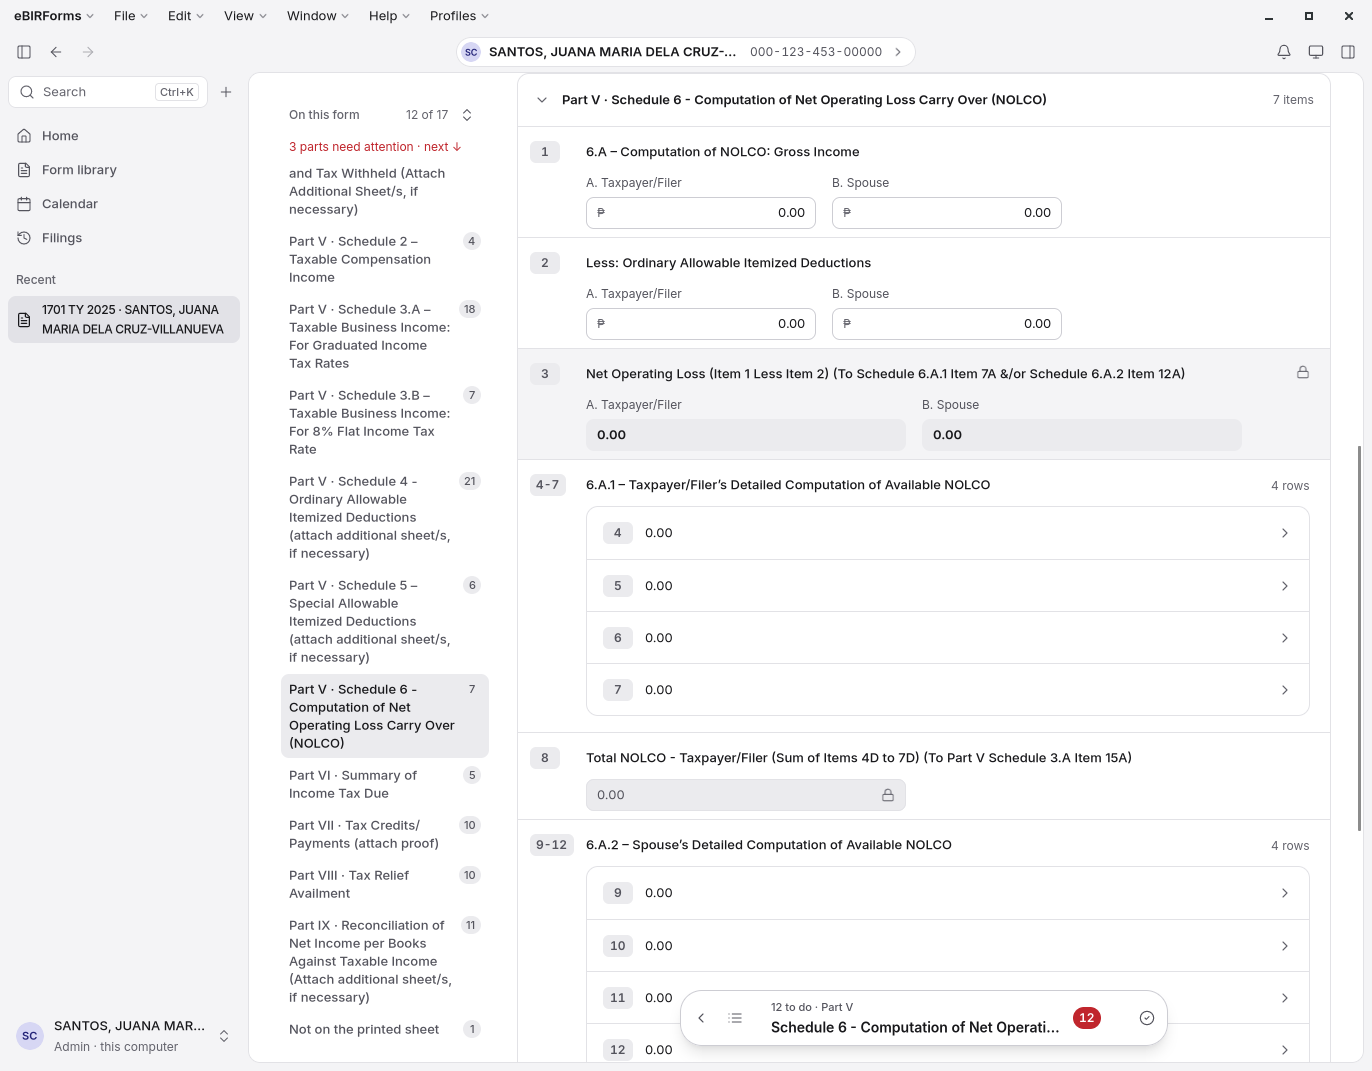 eBIRForms File Edit View Window Help Profiles
SC SANTOS, JUANA MARIA DELA CRUZ-... 000-123-453-00000
Search Ctrl+K
Home
Form library
Calendar
Filings
Recent
1701 TY 2025 · SANTOS, JUANA
MARIA DELA CRUZ-VILLANUEVA
SC SANTOS, JUANA MAR...
Admin · this computer
On this form 12 of 17
3 parts need attention · next ↓
and Tax Withheld (Attach
Additional Sheet/s, if
necessary)
Part V · Schedule 2 – 4
Taxable Compensation
Income
Part V · Schedule 3.A – 18
Taxable Business Income:
For Graduated Income
Tax Rates
Part V · Schedule 3.B – 7
Taxable Business Income:
For 8% Flat Income Tax
Rate
Part V · Schedule 4 - 21
Ordinary Allowable
Itemized Deductions
(attach additional sheet/s,
if necessary)
Part V · Schedule 5 – 6
Special Allowable
Itemized Deductions
(attach additional sheet/s,
if necessary)
Part V · Schedule 6 - 7
Computation of Net
Operating Loss Carry Over
(NOLCO)
Part VI · Summary of 5
Income Tax Due
Part VII · Tax Credits/ 10
Payments (attach proof)
Part VIII · Tax Relief 10
Availment
Part IX · Reconciliation of 11
Net Income per Books
Against Taxable Income
(Attach additional sheet/s,
if necessary)
Not on the printed sheet 1
Part V · Schedule 6 - Computation of Net Operating Loss Carry Over (NOLCO) 7 items
1 6.A – Computation of NOLCO: Gross Income
A. Taxpayer/Filer B. Spouse
₱ 0.00 ₱ 0.00
2 Less: Ordinary Allowable Itemized Deductions
A. Taxpayer/Filer B. Spouse
₱ 0.00 ₱ 0.00
3 Net Operating Loss (Item 1 Less Item 2) (To Schedule 6.A.1 Item 7A &/or Schedule 6.A.2 Item 12A)
A. Taxpayer/Filer B. Spouse
0.00 0.00
4-7 6.A.1 – Taxpayer/Filer’s Detailed Computation of Available NOLCO 4 rows
4 0.00
5 0.00
6 0.00
7 0.00
8 Total NOLCO - Taxpayer/Filer (Sum of Items 4D to 7D) (To Part V Schedule 3.A Item 15A)
0.00
9-12 6.A.2 – Spouse’s Detailed Computation of Available NOLCO 4 rows
9 0.00
10 0.00
11 0.00
12 0.00
12 to do · Part V
Schedule 6 - Computation of Net Operati... 12